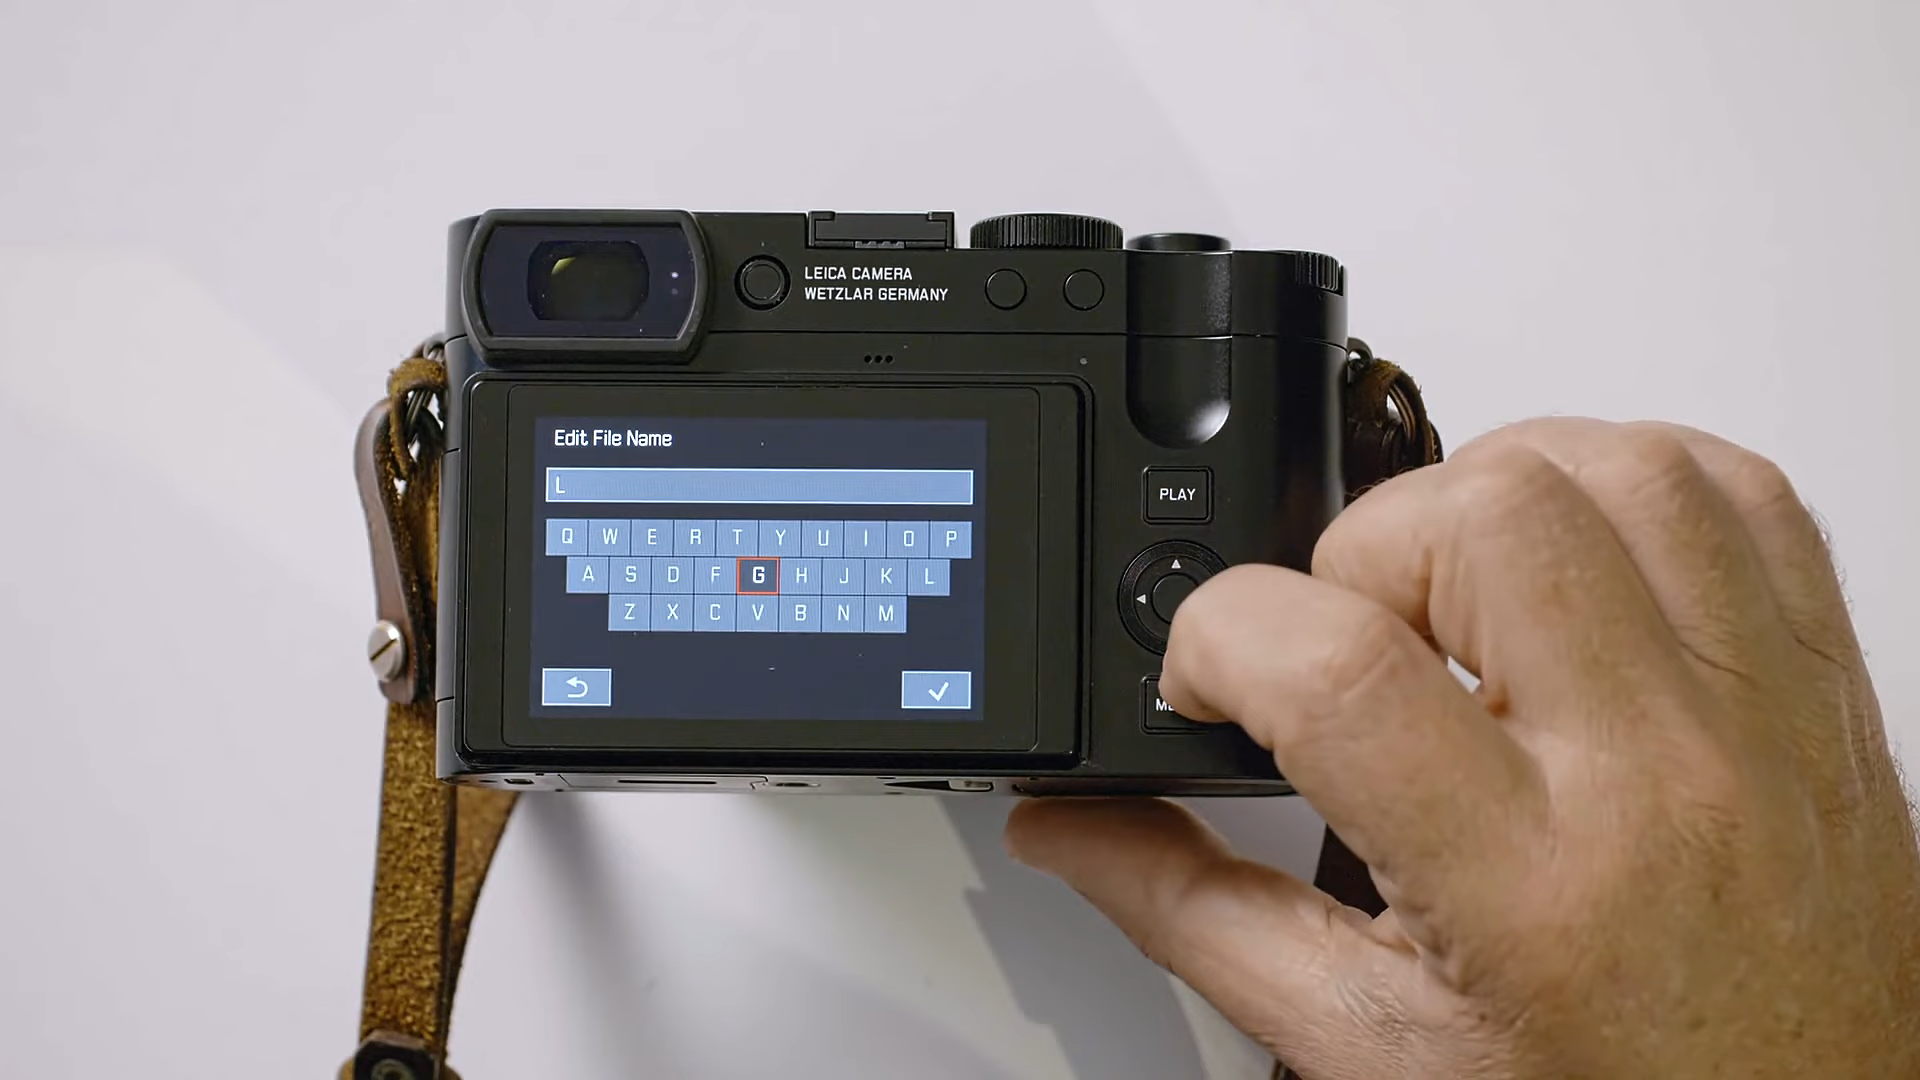 LEICA CAMERA
WETZLAR GERMANY
Edit File Name
L
Q W E R T Y U I O P
A S D F G H J K L
Z X C V B N M
PLAY